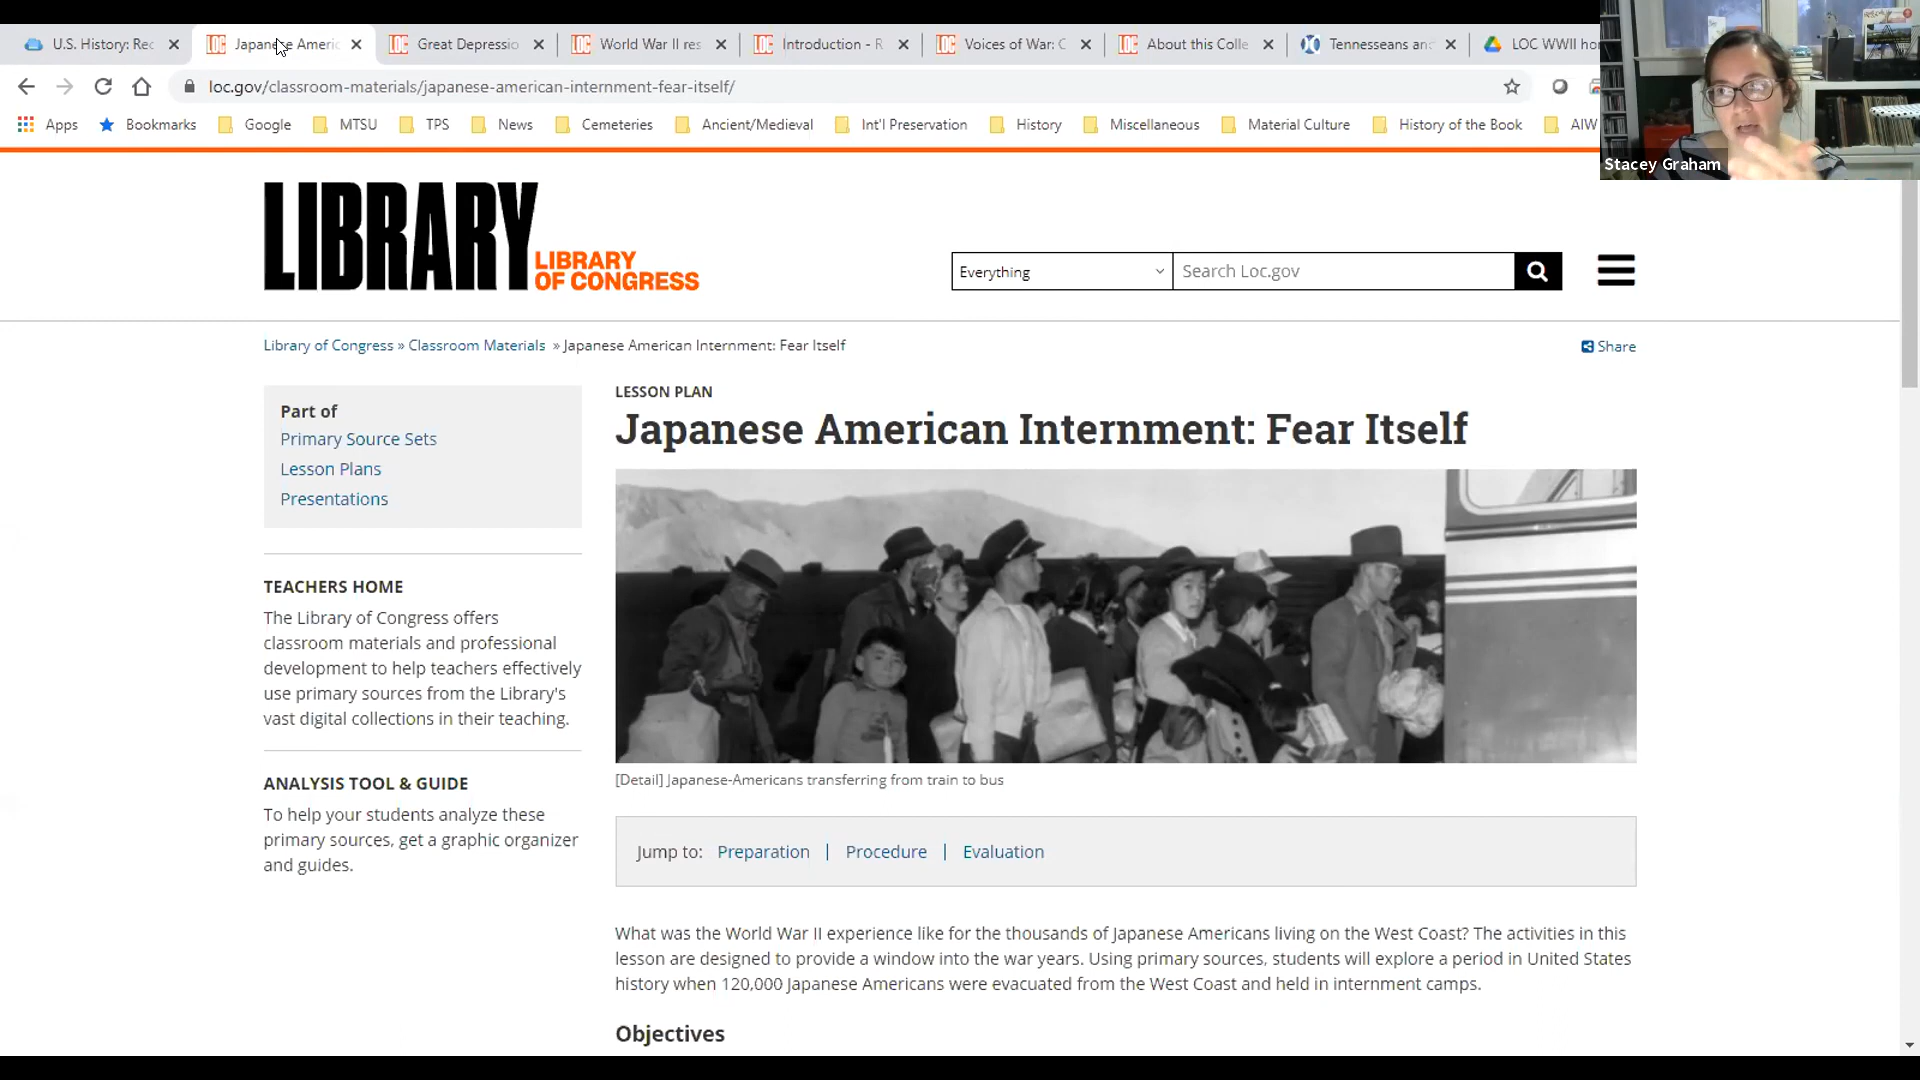 U.S. History: Rec
Japanese Americ
Great Depressio
World War II res
Introduction - R
Voices of War: C
About this Colle
Tennesseans an
LOC WWII ho
loc.gov/classroom-materials/japanese-american-internment-fear-itself/
Apps
Bookmarks
Google
MTSU
TPS
News
Cemeteries
Ancient/Medieval
Int'l Preservation
History
Miscellaneous
Material Culture
History of the Book
AIW
Stacey Graham
LIBRARY
LIBRARY
OF CONGRESS
Everything
Search Loc.gov
Library of Congress » Classroom Materials » Japanese American Internment: Fear Itself
Share
Part of
Primary Source Sets
Lesson Plans
Presentations
TEACHERS HOME
The Library of Congress offers
classroom materials and professional
development to help teachers effectively
use primary sources from the Library's
vast digital collections in their teaching.
ANALYSIS TOOL & GUIDE
To help your students analyze these
primary sources, get a graphic organizer
and guides.
LESSON PLAN
Japanese American Internment: Fear Itself
[Detail] Japanese-Americans transferring from train to bus
Jump to: Preparation | Procedure | Evaluation
What was the World War II experience like for the thousands of Japanese Americans living on the West Coast? The activities in this
lesson are designed to provide a window into the war years. Using primary sources, students will explore a period in United States
history when 120,000 Japanese Americans were evacuated from the West Coast and held in internment camps.
Objectives